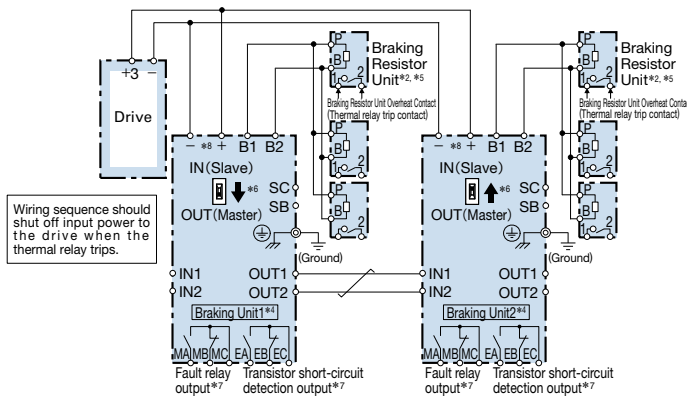 +3 −
Drive
P
B
1 2
Braking
Resistor
Unit*2, *5
Braking Resistor Unit Overheat Contact
(Thermal relay trip contact)
P
B
1 2
P
B
1 2
− *8 + B1 B2
IN(Slave)
*6
OUT(Master)
SC
SB
(Ground)
IN1
IN2
OUT1
OUT2
Braking Unit1*4
MA MB MC EA EB EC
Fault relay
output*7
Transistor short-circuit
detection output*7
Wiring sequence should
shut off input power to
the drive when the
thermal relay trips.
P
B
1 2
Braking
Resistor
Unit*2, *5
Braking Resistor Unit Overheat Conta
(Thermal relay trip contact)
P
B
1 2
P
B
1 2
− *8 + B1 B2
IN(Slave)
*6
OUT(Master)
SC
SB
(Ground)
IN1
IN2
OUT1
OUT2
Braking Unit2*4
MA MB MC EA EB EC
Fault relay
output*7
Transistor short-circuit
detection output*7